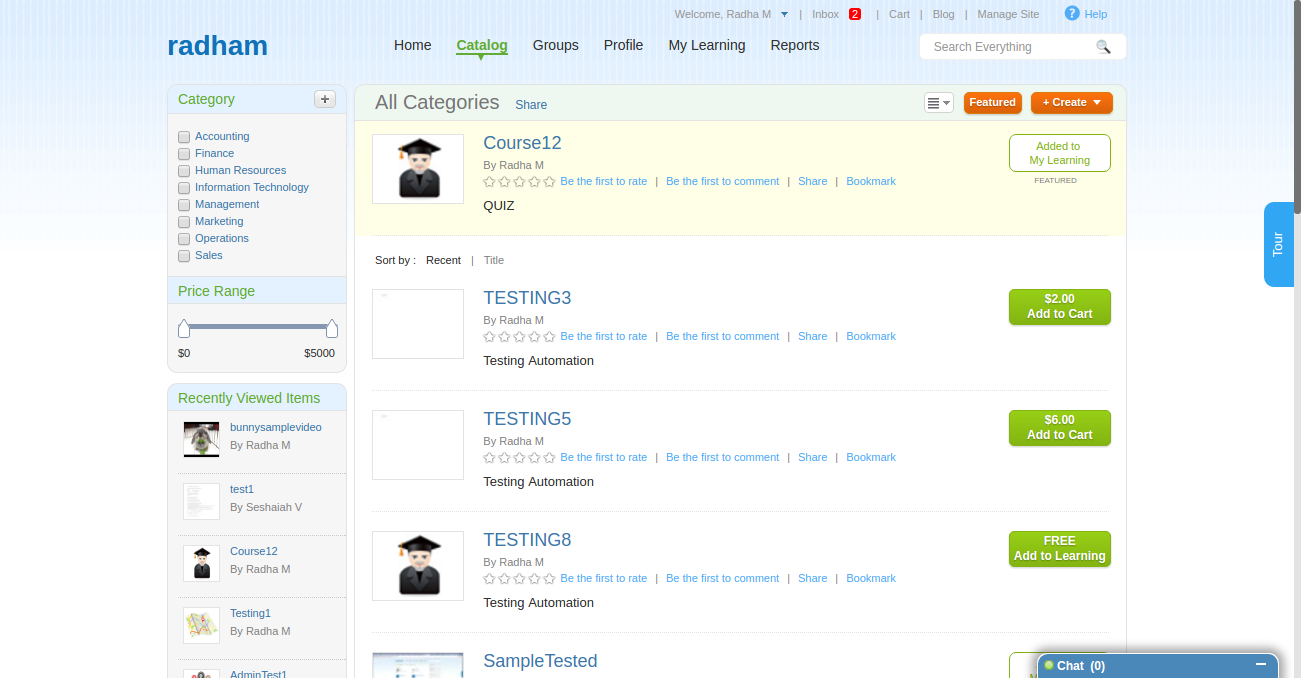 Welcome, Radha M | Inbox 2 | Cart | Blog | Manage Site ? Help
radham
Home Catalog Groups Profile My Learning Reports
Search Everything
Category +
Accounting
Finance
Human Resources
Information Technology
Management
Marketing
Operations
Sales
Price Range
$0 $5000
Recently Viewed Items
bunnysamplevideo
By Radha M
test1
By Seshaiah V
Course12
By Radha M
Testing1
By Radha M
AdminTest1
All Categories Share Featured + Create
Course12
By Radha M
Be the first to rate | Be the first to comment | Share | Bookmark
QUIZ
Added to
My Learning
FEATURED
Sort by : Recent | Title
TESTING3
By Radha M
Be the first to rate | Be the first to comment | Share | Bookmark
Testing Automation
$2.00
Add to Cart
TESTING5
By Radha M
Be the first to rate | Be the first to comment | Share | Bookmark
Testing Automation
$6.00
Add to Cart
TESTING8
By Radha M
Be the first to rate | Be the first to comment | Share | Bookmark
Testing Automation
FREE
Add to Learning
SampleTested
Tour
Chat (0)